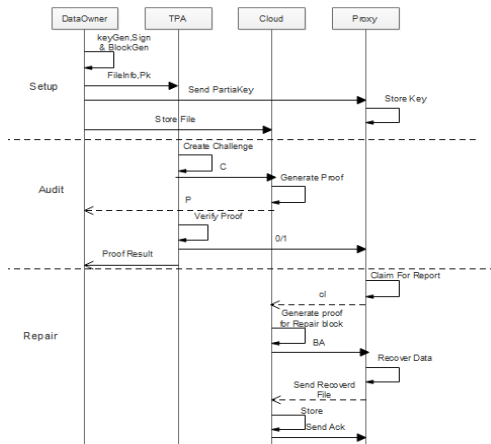 DataOwner
TPA
Cloud
Proxy
keyGen,Sign
& BlockGen
FileInfo,Pk
Setup
Send PartiaKey
Store Key
Store File
Create Challenge
C
Generate Proof
Audit
P
Verify Proof
0/1
Proof Result
Claim For Report
cl
Generate proof
for Repair block
Repair
BA
Recover Data
Send Recoverd
File
Store
Send Ack